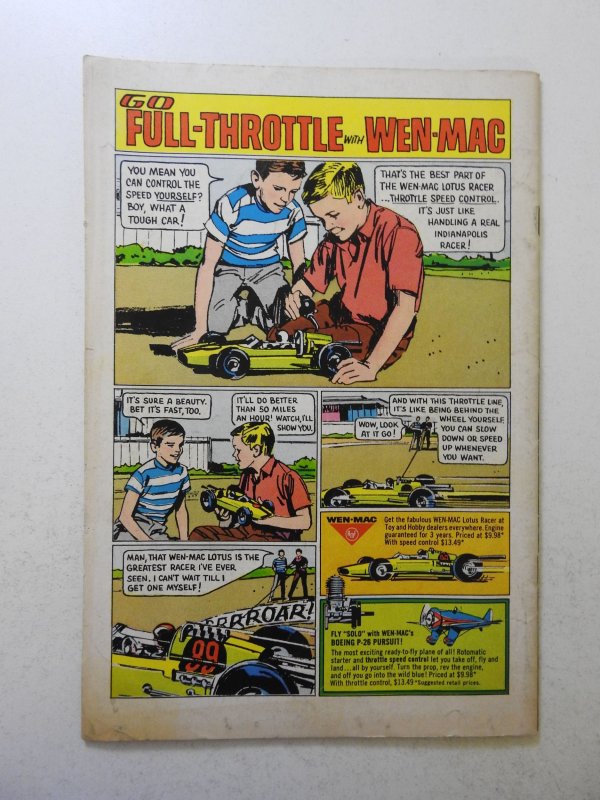 GO
FULL-THROTTLE WITH WEN-MAC
YOU MEAN YOU
CAN CONTROL THE
SPEED YOURSELF?
BOY, WHAT A
TOUGH CAR!
THAT'S THE BEST PART OF
THE WEN-MAC LOTUS RACER
...THROTTLE SPEED CONTROL.
IT'S JUST LIKE
HANDLING A REAL
INDIANAPOLIS
RACER!
IT'S SURE A BEAUTY.
BET IT'S FAST, TOO.
IT'LL DO BETTER
THAN 50 MILES
AN HOUR! WATCH, I'LL
SHOW YOU.
WOW, LOOK
AT IT GO!
AND WITH THIS THROTTLE LINE,
IT'S LIKE BEING BEHIND THE
WHEEL YOURSELF.
YOU CAN SLOW
DOWN OR SPEED
UP WHENEVER
YOU WANT.
MAN, THAT WEN-MAC LOTUS IS THE
GREATEST RACER I'VE EVER
SEEN. I CAN'T WAIT TILL I
GET ONE MYSELF!
RRRROAR!
99
WEN-MAC
Get the fabulous WEN-MAC Lotus Racer at
Toy and Hobby dealers everywhere. Engine
guaranteed for 3 years. Priced at $9.98*
With speed control $13.49*
FLY "SOLO" with WEN-MAC's
BOEING P-26 PURSUIT!
The most exciting ready-to-fly plane of all! Rotomatic
starter and throttle speed control let you take off, fly and
land...all by yourself. Turn the prop, rev the engine,
and off you go into the wild blue! Priced at $9.98*
With throttle control, $13.49 *Suggested retail prices.